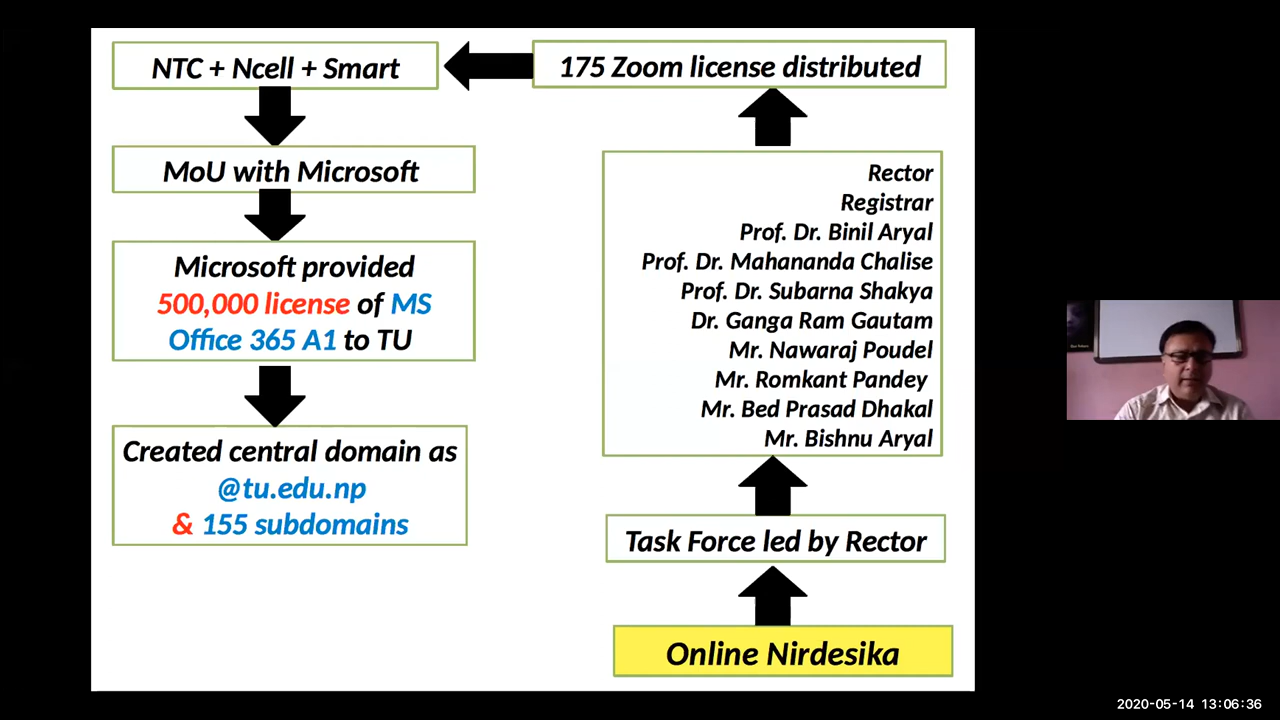 NTC + Ncell + Smart
175 Zoom license distributed
MoU with Microsoft
Microsoft provided
500,000 license of MS
Office 365 A1 to TU
Created central domain as
@tu.edu.np
& 155 subdomains
Rector
Registrar
Prof. Dr. Binil Aryal
Prof. Dr. Mahananda Chalise
Prof. Dr. Subarna Shakya
Dr. Ganga Ram Gautam
Mr. Nawaraj Poudel
Mr. Romkant Pandey
Mr. Bed Prasad Dhakal
Mr. Bishnu Aryal
Task Force led by Rector
Online Nirdesika
2020-05-14 13:06:36